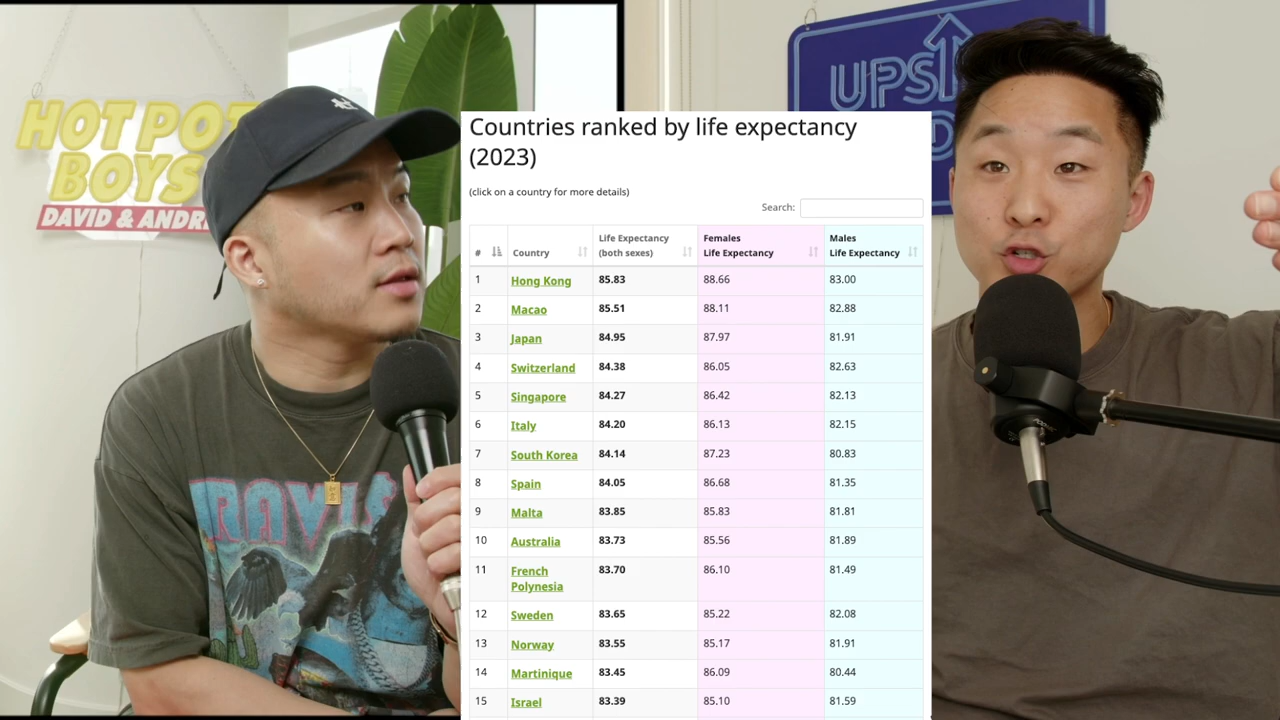 HOT POT
BOYS
DAVID & ANDR
UPSI
D
TRAVIS
Countries ranked by life expectancy
(2023)
(click on a country for more details)
Search:
# Country Life Expectancy (both sexes) Females Life Expectancy Males Life Expectancy
1 Hong Kong 85.83 88.66 83.00
2 Macao 85.51 88.11 82.88
3 Japan 84.95 87.97 81.91
4 Switzerland 84.38 86.05 82.63
5 Singapore 84.27 86.42 82.13
6 Italy 84.20 86.13 82.15
7 South Korea 84.14 87.23 80.83
8 Spain 84.05 86.68 81.35
9 Malta 83.85 85.83 81.81
10 Australia 83.73 85.56 81.89
11 French Polynesia 83.70 86.10 81.49
12 Sweden 83.65 85.22 82.08
13 Norway 83.55 85.17 81.91
14 Martinique 83.45 86.09 80.44
15 Israel 83.39 85.10 81.59